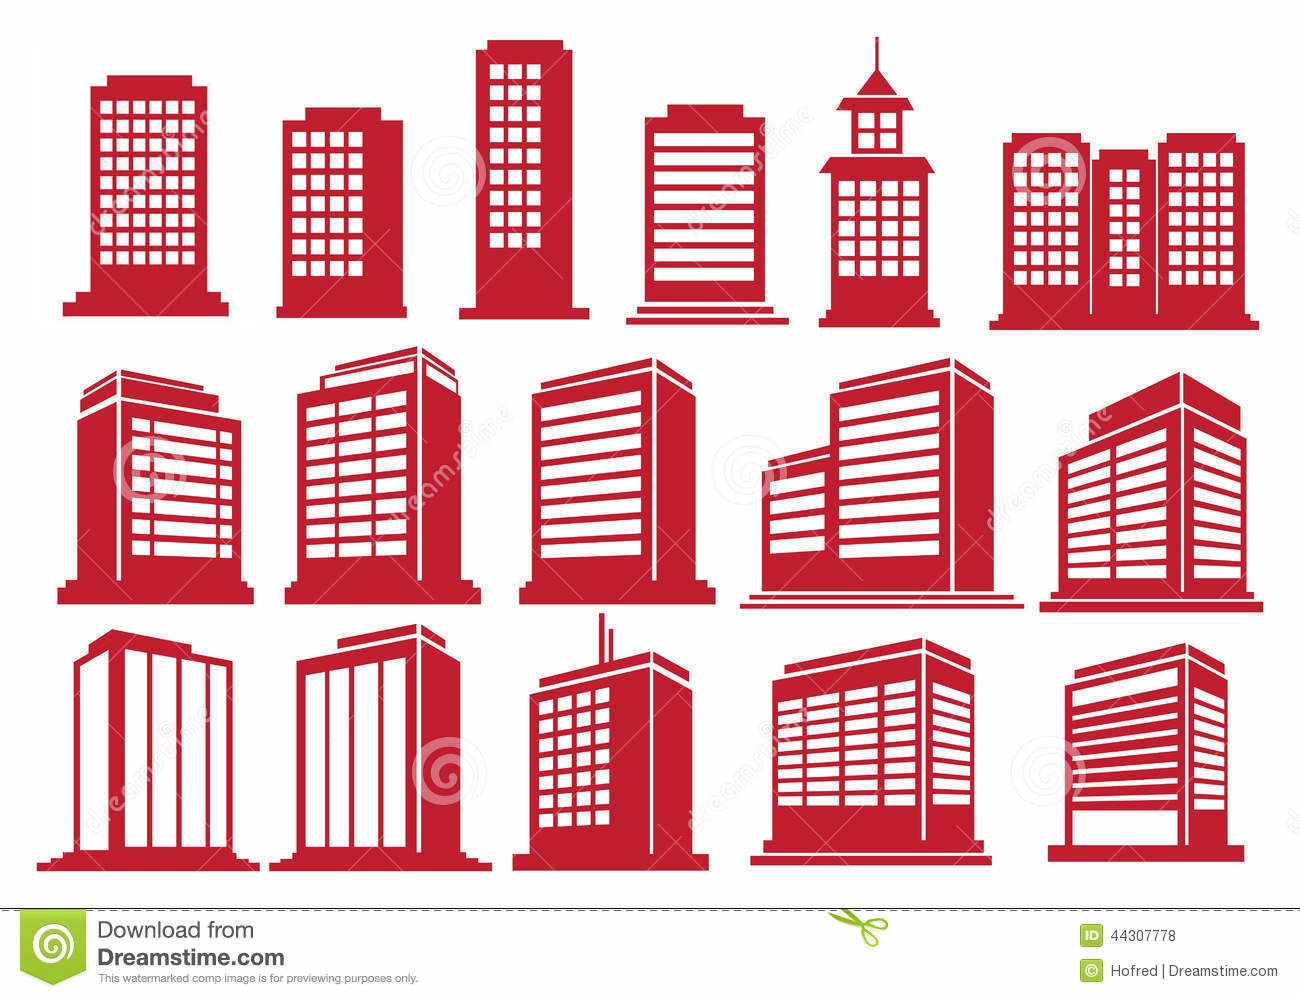 Download from
Dreamstime.com
This watermarked comp image is for previewing purposes only.
ID 44307778
© Hofred | Dreamstime.com